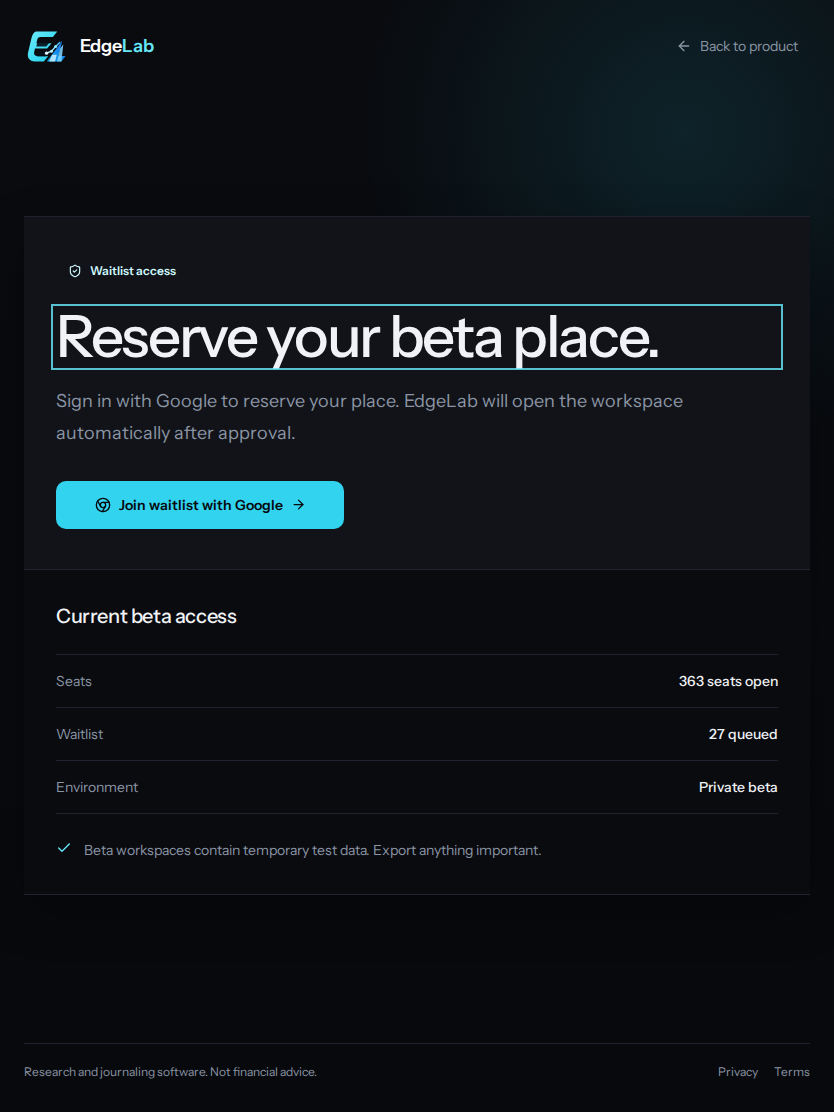 EdgeLab
Back to product
Waitlist access
Reserve your beta place.
Sign in with Google to reserve your place. EdgeLab will open the workspace
automatically after approval.
Join waitlist with Google
Current beta access
Seats 363 seats open
Waitlist 27 queued
Environment Private beta
Beta workspaces contain temporary test data. Export anything important.
Research and journaling software. Not financial advice. Privacy Terms